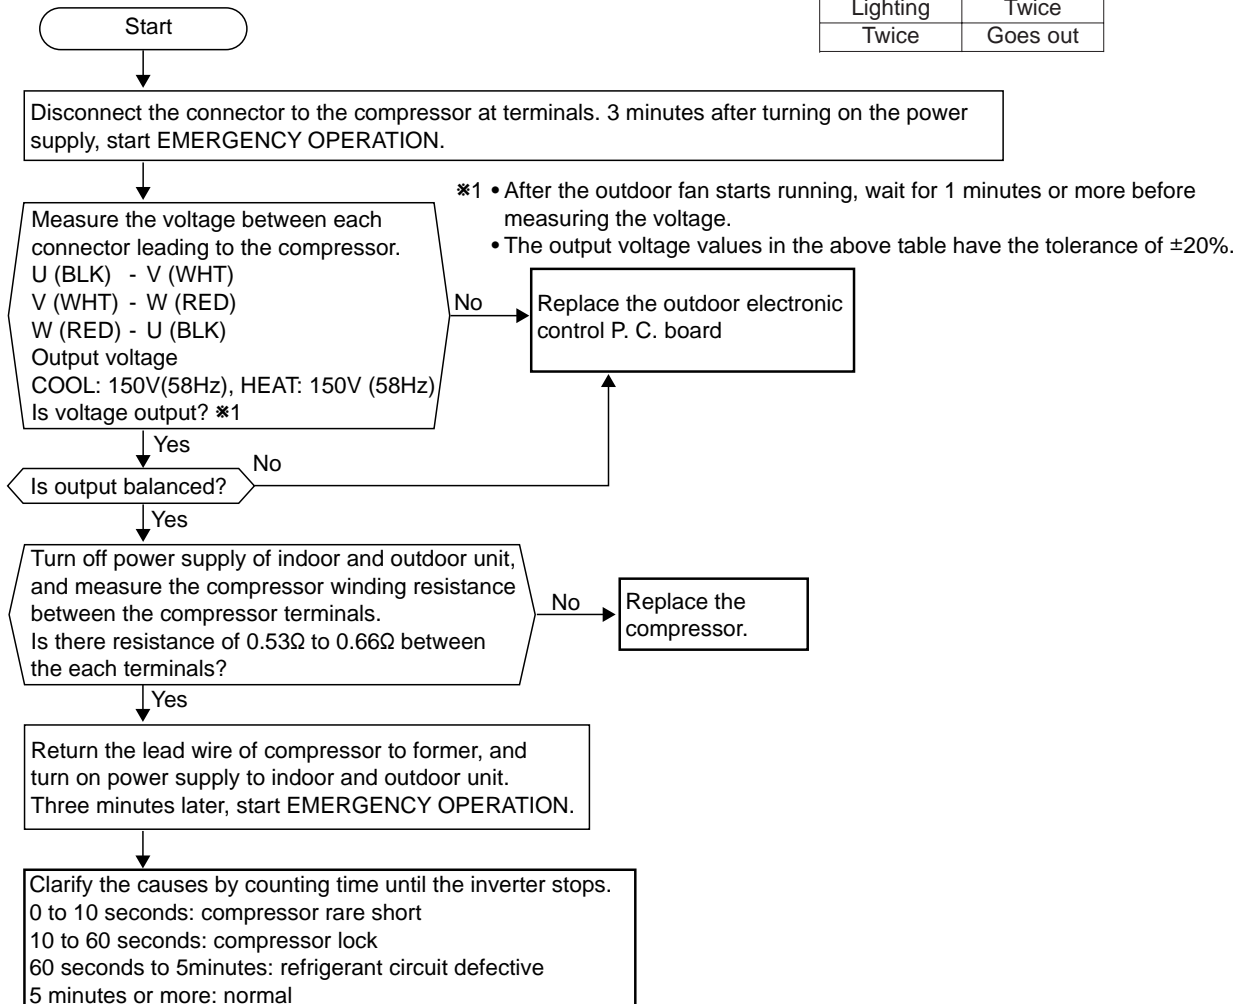 Lighting Twice
Twice Goes out
Start
Disconnect the connector to the compressor at terminals. 3 minutes after turning on the power
supply, start EMERGENCY OPERATION.
※1 • After the outdoor fan starts running, wait for 1 minutes or more before
measuring the voltage.
• The output voltage values in the above table have the tolerance of ±20%.
Measure the voltage between each
connector leading to the compressor.
U (BLK) - V (WHT)
V (WHT) - W (RED)
W (RED) - U (BLK)
Output voltage
COOL: 150V(58Hz), HEAT: 150V (58Hz)
Is voltage output? ※1
No
Replace the outdoor electronic
control P. C. board
Yes
Is output balanced?
No
Yes
Turn off power supply of indoor and outdoor unit,
and measure the compressor winding resistance
between the compressor terminals.
Is there resistance of 0.53Ω to 0.66Ω between
the each terminals?
No
Replace the
compressor.
Yes
Return the lead wire of compressor to former, and
turn on power supply to indoor and outdoor unit.
Three minutes later, start EMERGENCY OPERATION.
Clarify the causes by counting time until the inverter stops.
0 to 10 seconds: compressor rare short
10 to 60 seconds: compressor lock
60 seconds to 5minutes: refrigerant circuit defective
5 minutes or more: normal